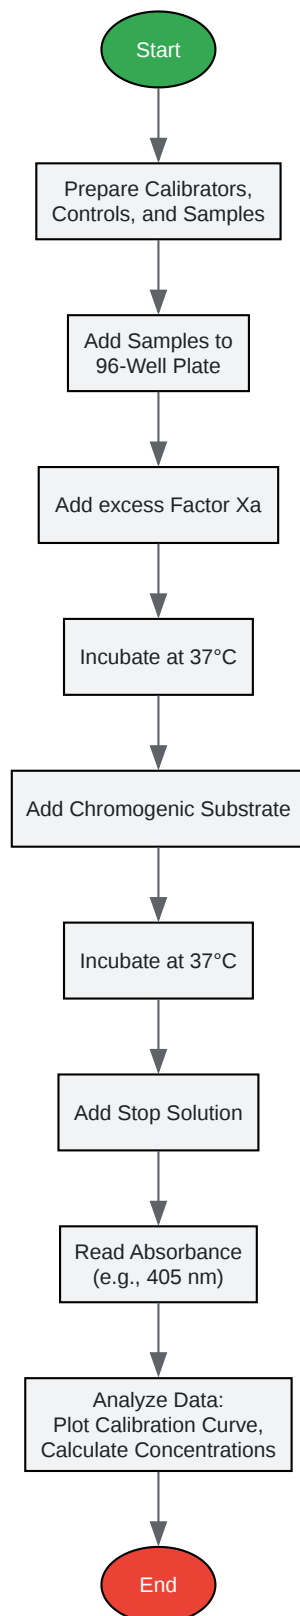 Start
Prepare Calibrators,
Controls, and Samples
Add Samples to
96-Well Plate
Add excess Factor Xa
Incubate at 37°C
Add Chromogenic Substrate
Incubate at 37°C
Add Stop Solution
Read Absorbance
(e.g., 405 nm)
Analyze Data:
Plot Calibration Curve,
Calculate Concentrations
End